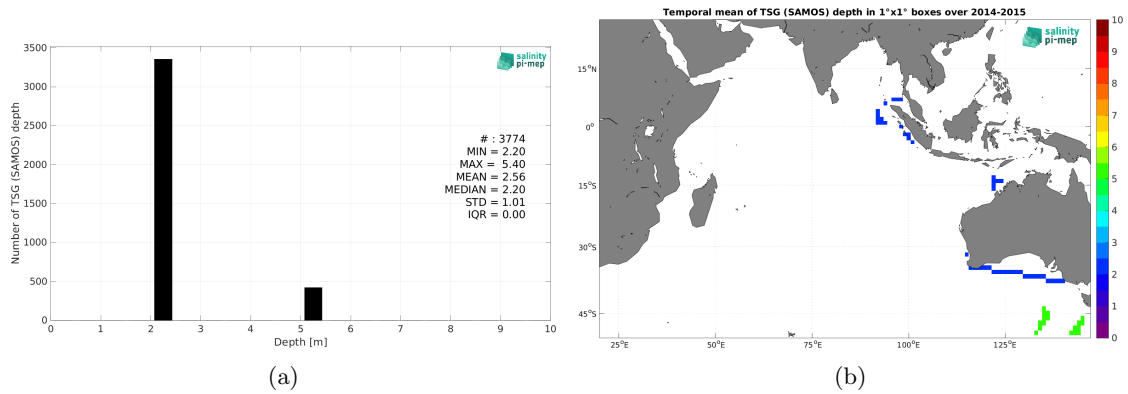 3500
3000
2500
2000
1500
1000
500
0
Number of TSG (SAMOS) depth
0 1 2 3 4 5 6 7 8 9 10
Depth [m]
salinity
pi-mep
# : 3774
MIN = 2.20
MAX = 5.40
MEAN = 2.56
MEDIAN = 2.20
STD = 1.01
IQR = 0.00
(a)
Temporal mean of TSG (SAMOS) depth in 1°x1° boxes over 2014-2015
salinity
pi-mep
15°N
0°
15°S
30°S
45°S
25°E 50°E 75°E 100°E 125°E
10
9
8
7
6
5
4
3
2
1
0
(b)